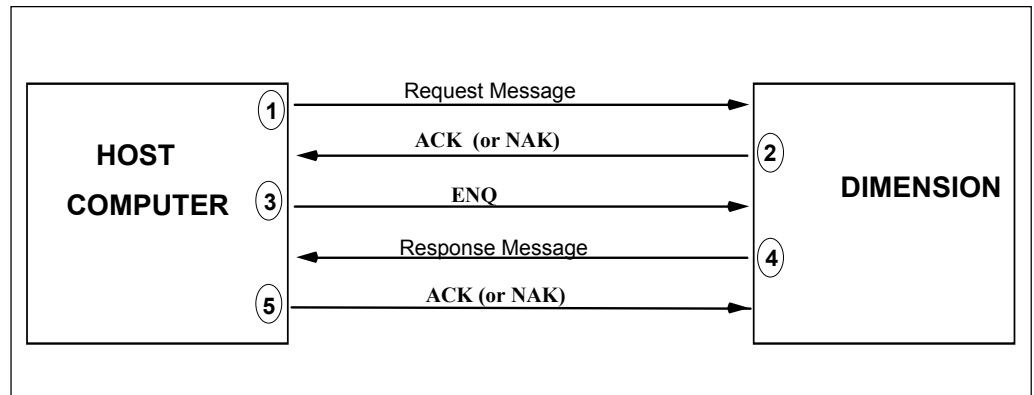 HOST
COMPUTER
1
Request Message
ACK (or NAK)
2
3
ENQ
Response Message
4
5
ACK (or NAK)
DIMENSION